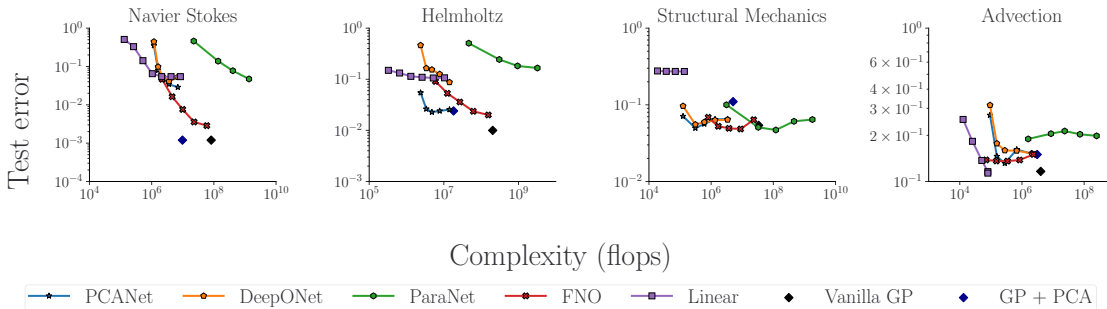 Navier Stokes Helmholtz Structural Mechanics Advection
Test error
10^0 10^-1 10^-2 10^-3 10^-4
10^4 10^6 10^8 10^10
10^0 10^-1 10^-2 10^-3
10^5 10^7 10^9
10^0 10^-1 10^-2
10^4 10^6 10^8 10^10
10^0 6 × 10^-1 4 × 10^-1 3 × 10^-1 2 × 10^-1 10^-1
10^4 10^6 10^8
Complexity (flops)
PCANet DeepONet ParaNet FNO Linear Vanilla GP GP + PCA